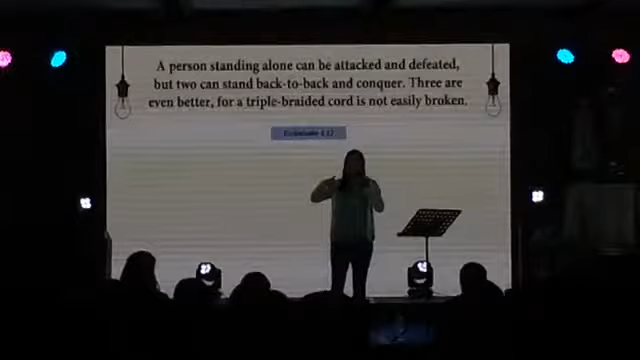 A person standing alone can be attacked and defeated,
but two can stand back-to-back and conquer. Three are
even better, for a triple-braided cord is not easily broken.